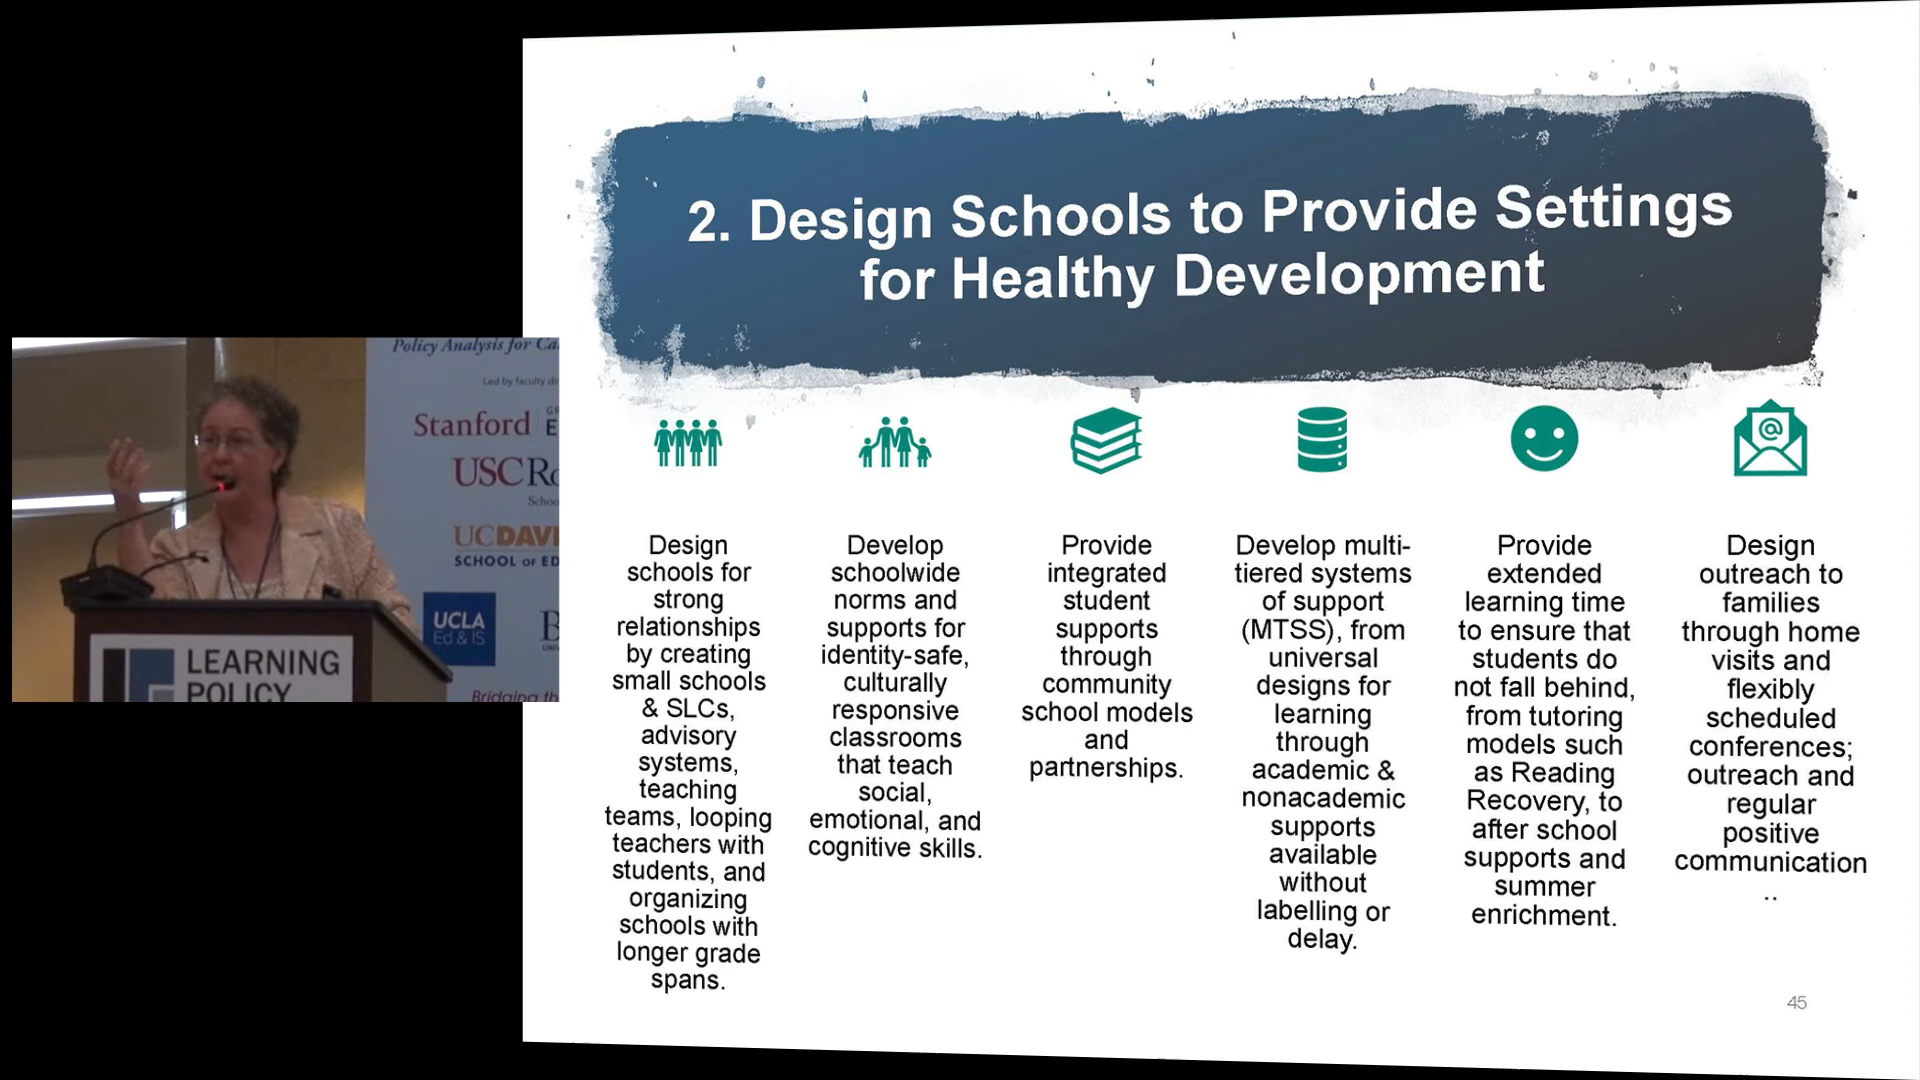 2. Design Schools to Provide Settings
for Healthy Development
Design
schools for
strong
relationships
by creating
small schools
& SLCs,
advisory
systems,
teaching
teams, looping
teachers with
students, and
organizing
schools with
longer grade
spans.
Develop
schoolwide
norms and
supports for
identity-safe,
culturally
responsive
classrooms
that teach
social,
emotional, and
cognitive skills.
Provide
integrated
student
supports
through
community
school models
and
partnerships.
Develop multi-
tiered systems
of support
(MTSS), from
universal
designs for
learning
through
academic &
nonacademic
supports
available
without
labelling or
delay.
Provide
extended
learning time
to ensure that
students do
not fall behind,
from tutoring
models such
as Reading
Recovery, to
after school
supports and
summer
enrichment.
Design
outreach to
families
through home
visits and
flexibly
scheduled
conferences;
outreach and
regular
positive
communication
..
45
@
Policy Analysis for
Led by faculty
Stanford
USC
UC DAV
SCHOOL OF ED
UCLA
Ed & IS
LEARNING
POLICY